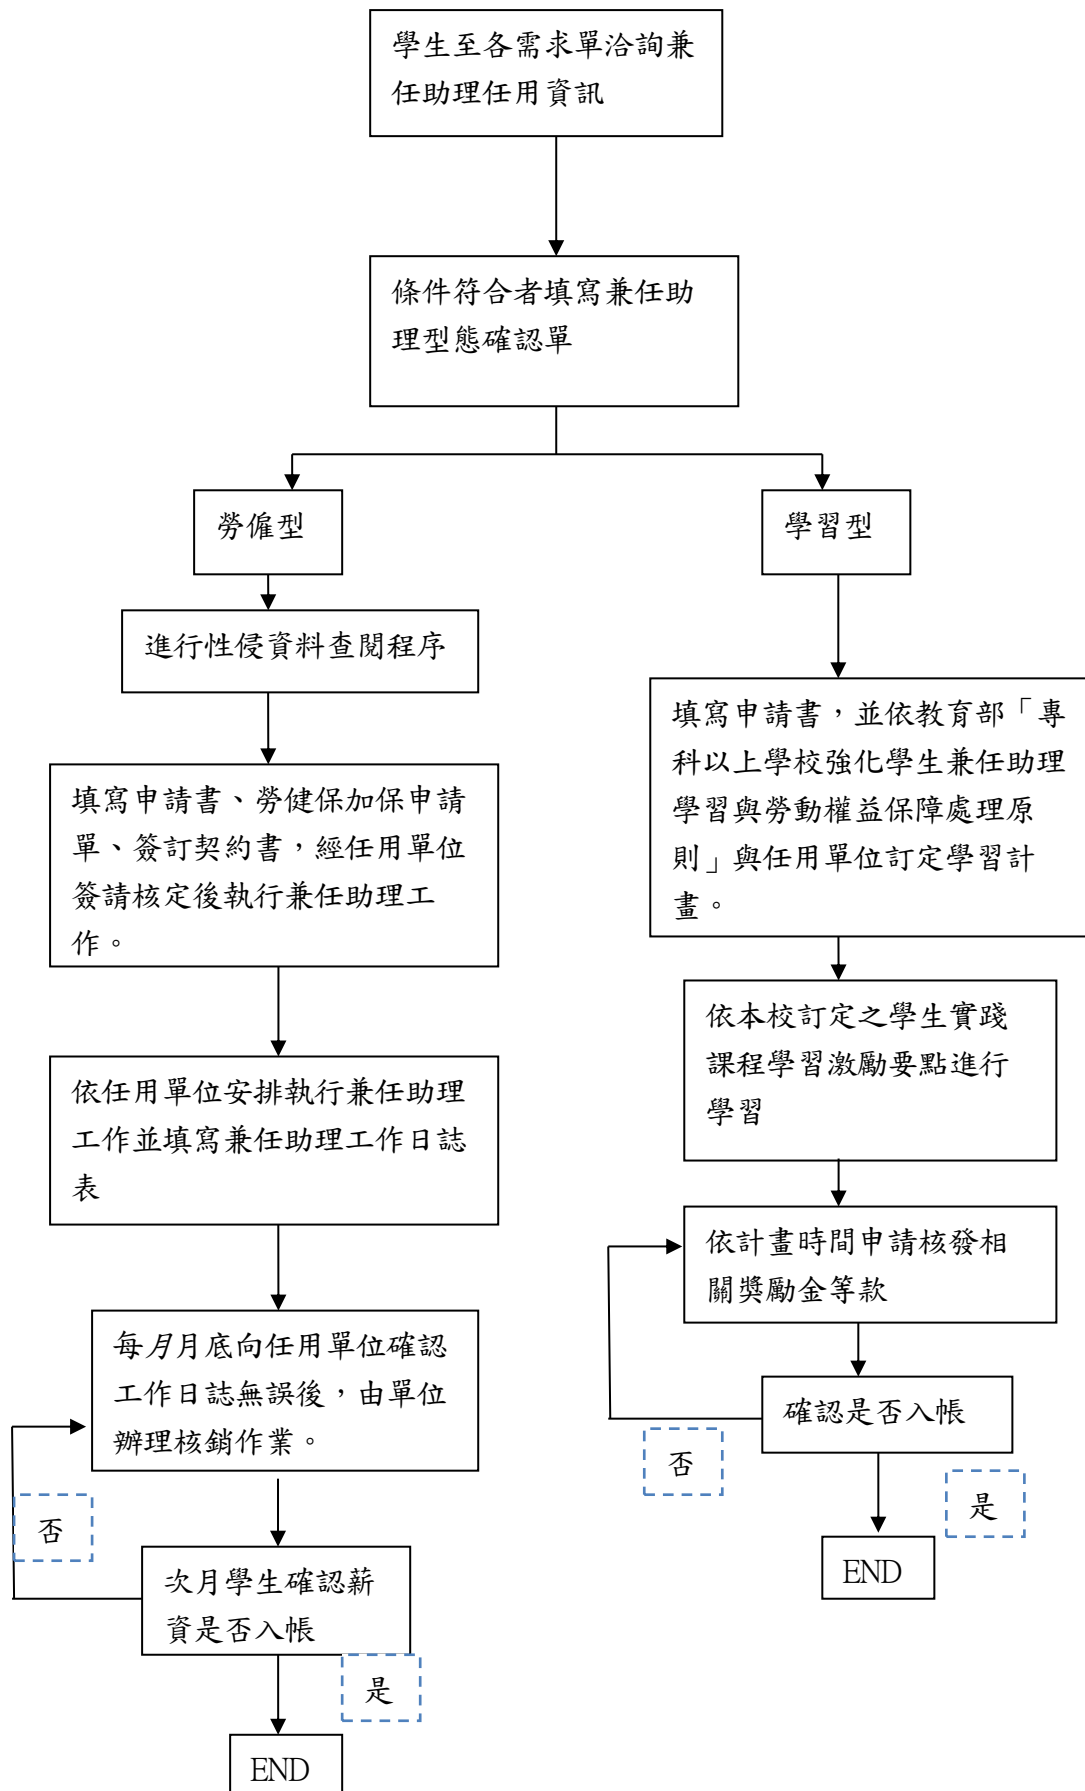 學生至各需求單洽詢兼
任助理任用資訊
條件符合者填寫兼任助
理型態確認單
勞僱型
進行性侵資料查閱程序
填寫申請書、勞健保加保申請
單、簽訂契約書，經任用單位
簽請核定後執行兼任助理工
作。
依任用單位安排執行兼任助理
工作並填寫兼任助理工作日誌
表
每月月底向任用單位確認
工作日誌無誤後，由單位
辦理核銷作業。
否
次月學生確認薪
資是否入帳
是
END
學習型
填寫申請書，並依教育部「專
科以上學校強化學生兼任助理
學習與勞動權益保障處理原
則」與任用單位訂定學習計
畫。
依本校訂定之學生實踐
課程學習激勵要點進行
學習
依計畫時間申請核發相
關獎勵金等款
確認是否入帳
否
是
END